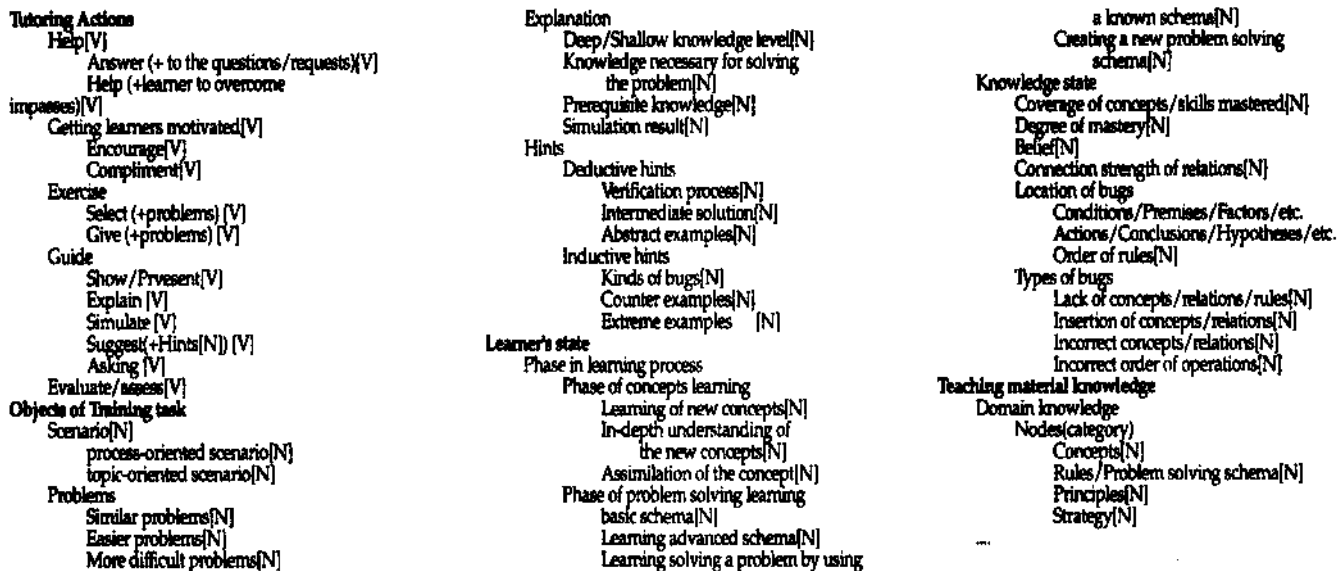 Tutoring Actions
Help[V]
Answer (+ to the questions/requests)[V]
Help (+learner to overcome
impasses)[V]
Getting learners motivated[V]
Encourage[V]
Compliment[V]
Exercise
Select (+problems) [V]
Give (+problems) [V]
Guide
Show/Prvesent[V]
Explain [V]
Simulate [V]
Suggest(+Hints[N]) [V]
Asking [V]
Evaluate/assess[V]
Objects of Training task
Scenario[N]
process-oriented scenario[N]
topic-oriented scenario[N]
Problems
Similar problems[N]
Easier problems[N]
More difficult problems[N]
Explanation
Deep/Shallow knowledge level[N]
Knowledge necessary for solving
the problem[N]
Prerequisite knowledge[N]
Simulation result[N]
Hints
Deductive hints
Verification process[N]
Intermediate solution[N]
Abstract examples[N]
Inductive hints
Kinds of bugs[N]
Counter examples[N]
Extreme examples [N]
Learner's state
Phase in learning process
Phase of concepts learning
Learning of new concepts[N]
In-depth understanding of
the new concepts[N]
Assimilation of the concept[N]
Phase of problem solving learning
basic schema[N]
Learning advanced schema[N]
Learning solving a problem by using
a known schema[N]
Creating a new problem solving
schema[N]
Knowledge state
Coverage of concepts/skills mastered[N]
Degree of mastery[N]
Belief[N]
Connection strength of relations[N]
Location of bugs
Conditions/Premises/Factors/etc.
Actions/Conclusions/Hypotheses/etc.
Order of rules[N]
Types of bugs
Lack of concepts/relations/rules[N]
Insertion of concepts/relations[N]
Incorrect concepts/relations[N]
Incorrect order of operations[N]
Teaching material knowledge
Domain knowledge
Nodes(category)
Concepts[N]
Rules/Problem solving schema[N]
Principles[N]
Strategy[N]